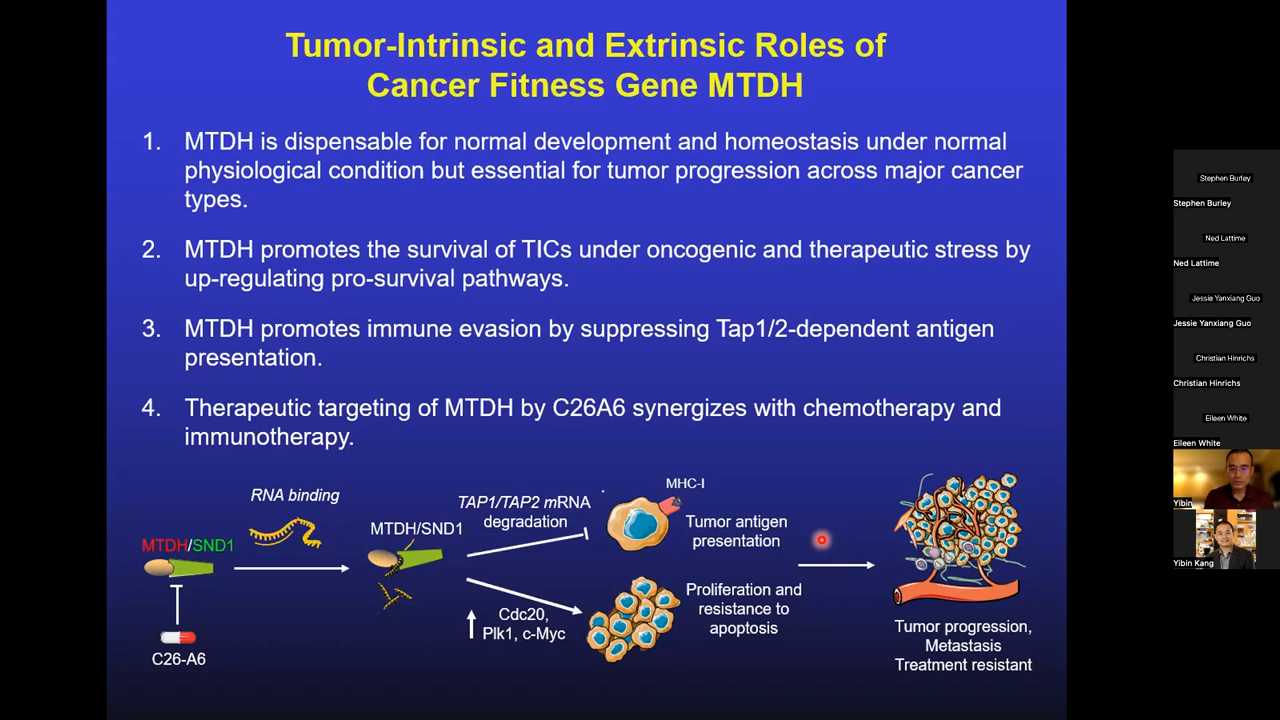 Tumor-Intrinsic and Extrinsic Roles of
Cancer Fitness Gene MTDH
1. MTDH is dispensable for normal development and homeostasis under normal
physiological condition but essential for tumor progression across major cancer
types.
2. MTDH promotes the survival of TICs under oncogenic and therapeutic stress by
up-regulating pro-survival pathways.
3. MTDH promotes immune evasion by suppressing Tap1/2-dependent antigen
presentation.
4. Therapeutic targeting of MTDH by C26A6 synergizes with chemotherapy and
immunotherapy.
MTDH/SND1
C26-A6
RNA binding
MTDH/SND1
TAP1/TAP2 mRNA
degradation
Cdc20,
Plk1, c-Myc
MHC-I
Tumor antigen
presentation
Proliferation and
resistance to
apoptosis
Tumor progression,
Metastasis
Treatment resistant
Stephen Burley
Stephen Burley
Ned Lattime
Ned Lattime
Jessie Yanxiang Guo
Jessie Yanxiang Guo
Christian Hinrichs
Christian Hinrichs
Eileen White
Eileen White
Yibin
Yibin Kang